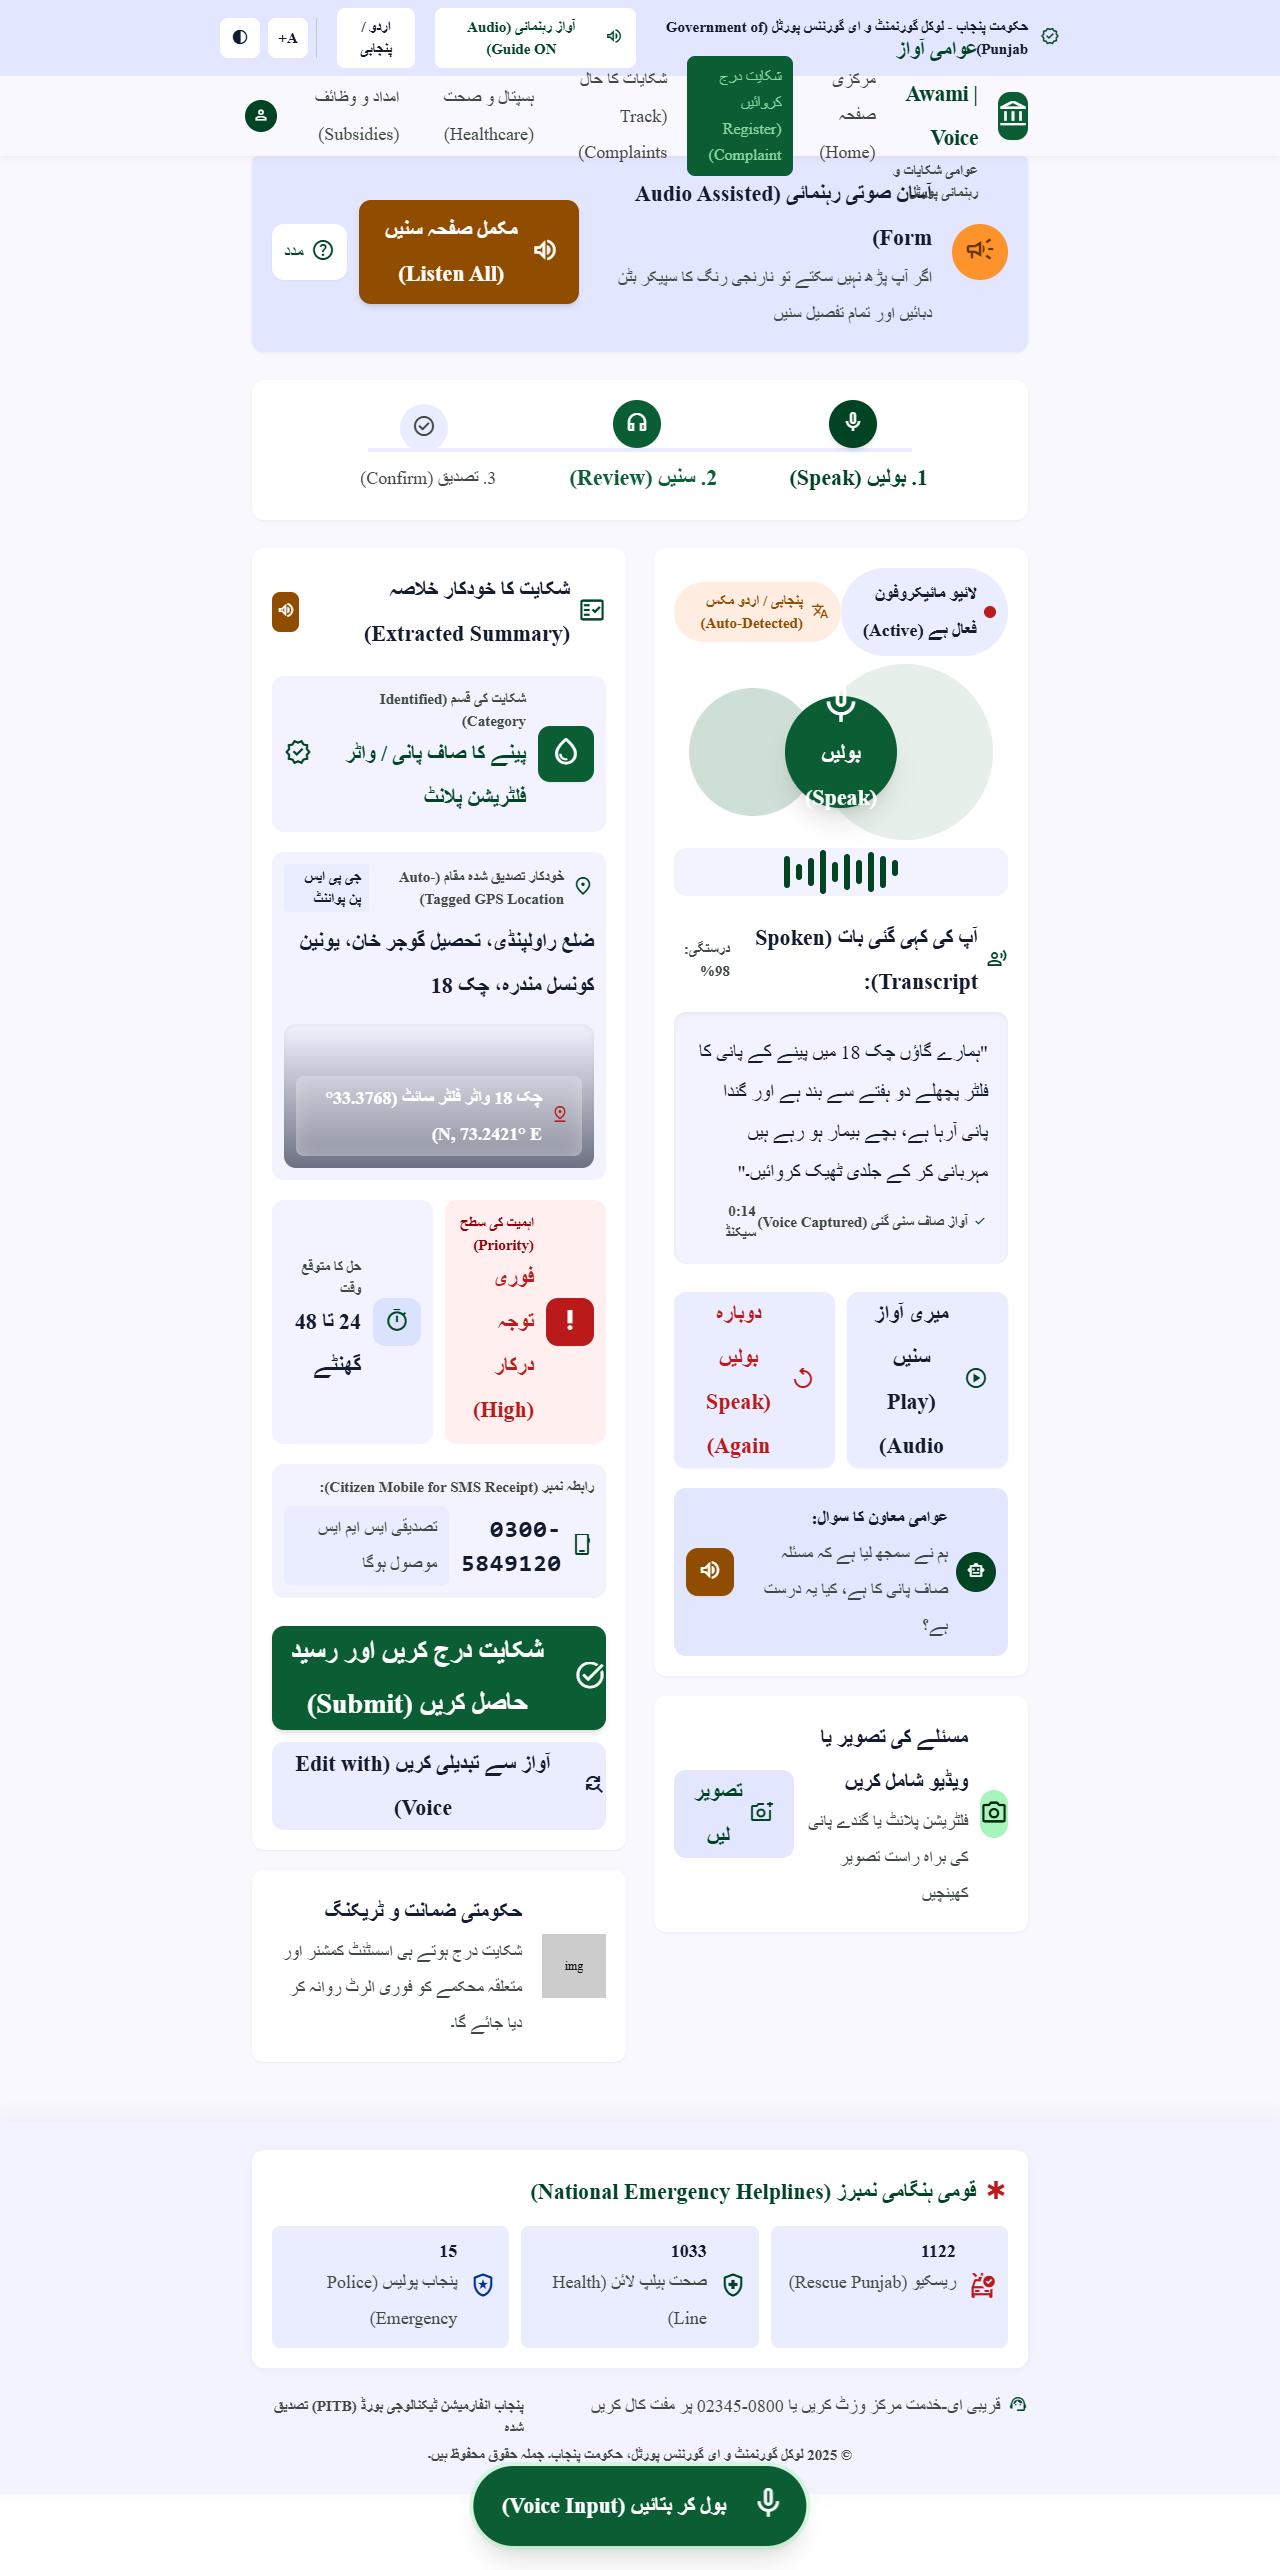 حکومت پنجاب - لوکل گورنمنٹ و ای گورننس پورٹل (Government of Punjab)
آواز رہنمائی (Audio Guide ON)
اردو / پنجابی
A+
عوامی آواز | Awami Voice
عوامی شکایات و رہنمائی پورٹل
مرکزی صفحہ (Home)
شکایت درج کروائیں (Register Complaint)
شکایات کا حال (Track Complaints)
ہسپتال و صحت (Healthcare)
امداد و وظائف (Subsidies)
آسان صوتی رہنمائی (Audio Assisted Form)
اگر آپ پڑھ نہیں سکتے تو نارنجی رنگ کا سپیکر بٹن
دبائیں اور تمام تفصیل سنیں
مکمل صفحہ سنیں (Listen All)
مدد
1. بولیں (Speak)
2. سنیں (Review)
3. تصدیق (Confirm)
لائیو مائیکروفون فعال ہے (Active)
پنجابی / اردو مکس (Auto-Detected)
بولیں (Speak)
آپ کی کہی گئی بات (Spoken Transcript):
درستگی: 98%
"ہمارے گاؤں چک 18 میں پینے کے پانی کا
فلٹر پچھلے دو ہفتے سے بند ہے اور گندا
پانی آرہا ہے، بچے بیمار ہو رہے ہیں
مہربانی کر کے جلدی ٹھیک کروائیں۔"
آواز صاف سنی گئی (Voice Captured)
0:14 سیکنڈ
میری آواز سنیں (Play Audio)
دوبارہ بولیں (Speak Again)
عوامی معاون کا سوال:
ہم نے سمجھ لیا ہے کہ مسئلہ
صاف پانی کا ہے، کیا یہ درست
ہے؟
مسئلے کی تصویر یا
ویڈیو شامل کریں
فلٹریشن پلانٹ یا گندے پانی
کی براہ راست تصویر
کھینچیں
تصویر لیں
شکایت کا خودکار خلاصہ (Extracted Summary)
شکایت کی قسم (Identified Category)
پینے کا صاف پانی / واٹر
فلٹریشن پلانٹ
خودکار تصدیق شدہ مقام (Auto-Tagged GPS Location)
جی پی ایس پن پوائنٹ
ضلع راولپنڈی، تحصیل گوجر خان، یونین
کونسل مندرہ، چک 18
چک 18 واٹر فلٹر سائٹ (33.3768° N, 73.2421° E)
اہمیت کی سطح (Priority)
فوری توجہ درکار (High)
حل کا متوقع وقت
24 تا 48 گھنٹے
رابطہ نمبر (Citizen Mobile for SMS Receipt):
0300-5849120
تصدیقی ایس ایم ایس
موصول ہوگا
شکایت درج کریں اور رسید
حاصل کریں (Submit)
آواز سے تبدیلی کریں (Edit with Voice)
حکومتی ضمانت و ٹریکنگ
شکایت درج ہوتے ہی اسسٹنٹ کمشنر اور
متعلقہ محکمے کو فوری الرٹ روانہ کر
دیا جائے گا۔
img
قومی ہنگامی نمبرز (National Emergency Helplines)
1122
ریسکیو (Rescue Punjab)
1033
صحت ہیلپ لائن (Health Line)
15
پنجاب پولیس (Police Emergency)
قریبی ای-خدمت مرکز وزٹ کریں یا 0800-02345 پر مفت کال کریں
پنجاب انفارمیشن ٹیکنالوجی بورڈ (PITB) تصدیق شدہ
© 2025 لوکل گورنمنٹ و ای گورننس پورٹل، حکومت پنجاب۔ جملہ حقوق محفوظ ہیں۔
بول کر بتائیں (Voice Input)